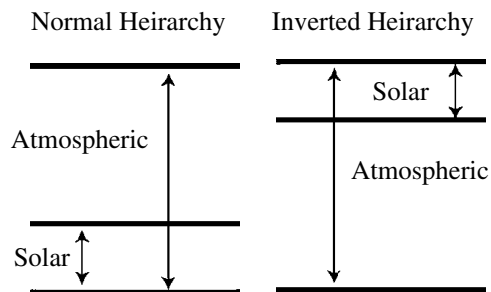 Normal Heirarchy
Inverted Heirarchy
Solar
Atmospheric
Atmospheric
Solar